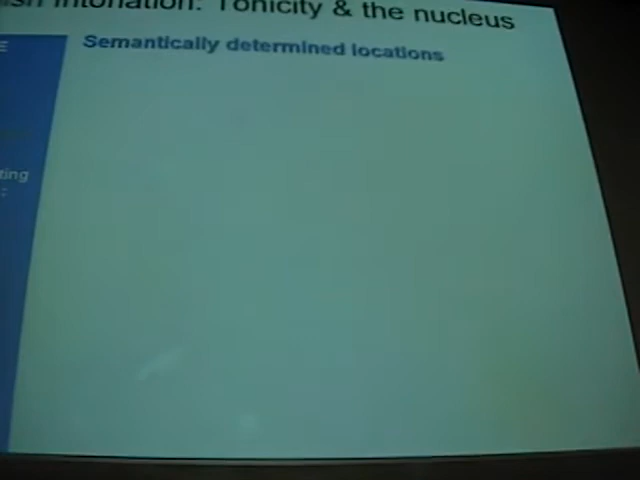 Intonation: Tonicity & the nucleus
Semantically determined locations